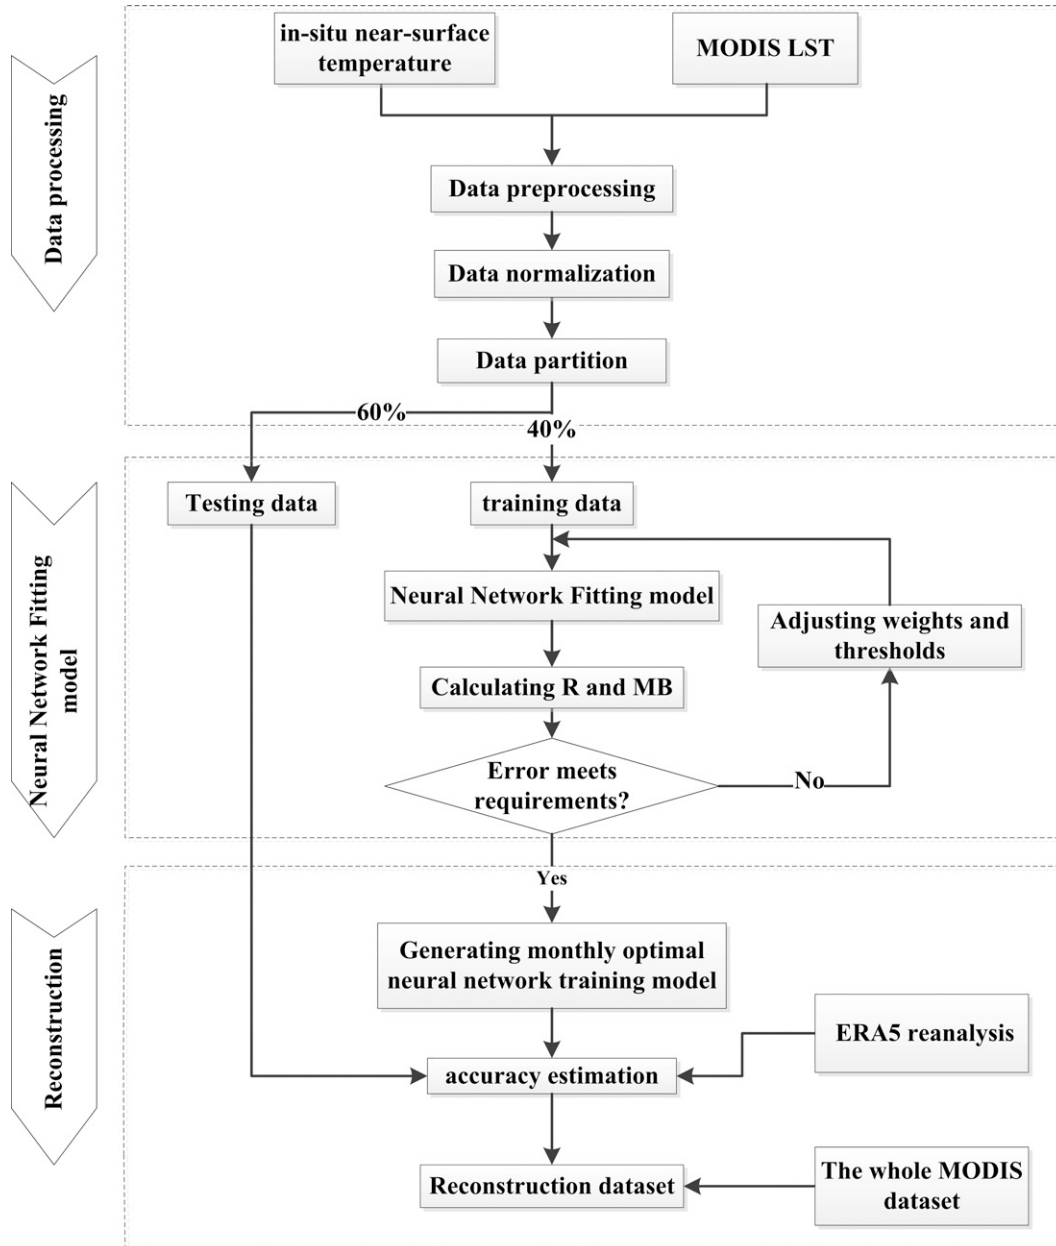 in-situ near-surface
temperature
MODIS LST
Data processing
Data preprocessing
Data normalization
Data partition
60%
40%
Neural Network Fitting
model
Testing data
training data
Neural Network Fitting model
Adjusting weights and
thresholds
Calculating R and MB
Error meets
requirements?
No
Yes
Reconstruction
Generating monthly optimal
neural network training model
ERA5 reanalysis
accuracy estimation
Reconstruction dataset
The whole MODIS
dataset